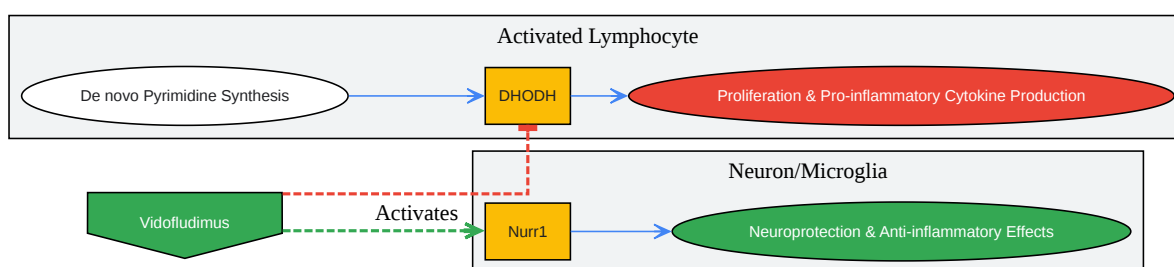 Activated Lymphocyte
De novo Pyrimidine Synthesis
DHODH
Proliferation & Pro-inflammatory Cytokine Production
Neuron/Microglia
Vidofludimus
Activates
Nurr1
Neuroprotection & Anti-inflammatory Effects